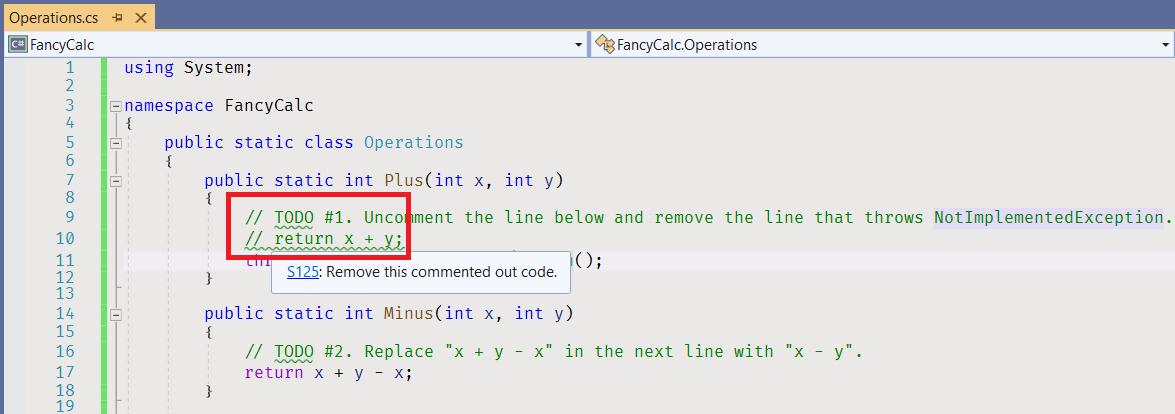 Operations.cs
C# FancyCalc FancyCalc.Operations
1 using System;
2
3 namespace FancyCalc
4 {
5 public static class Operations
6 {
7 public static int Plus(int x, int y)
8 {
9 // TODO #1. Uncomment the line below and remove the line that throws NotImplementedException.
10 // return x + y;
11 th ();
S125: Remove this commented out code.
12 }
13
14 public static int Minus(int x, int y)
15 {
16 // TODO #2. Replace "x + y - x" in the next line with "x - y".
17 return x + y - x;
18 }
19